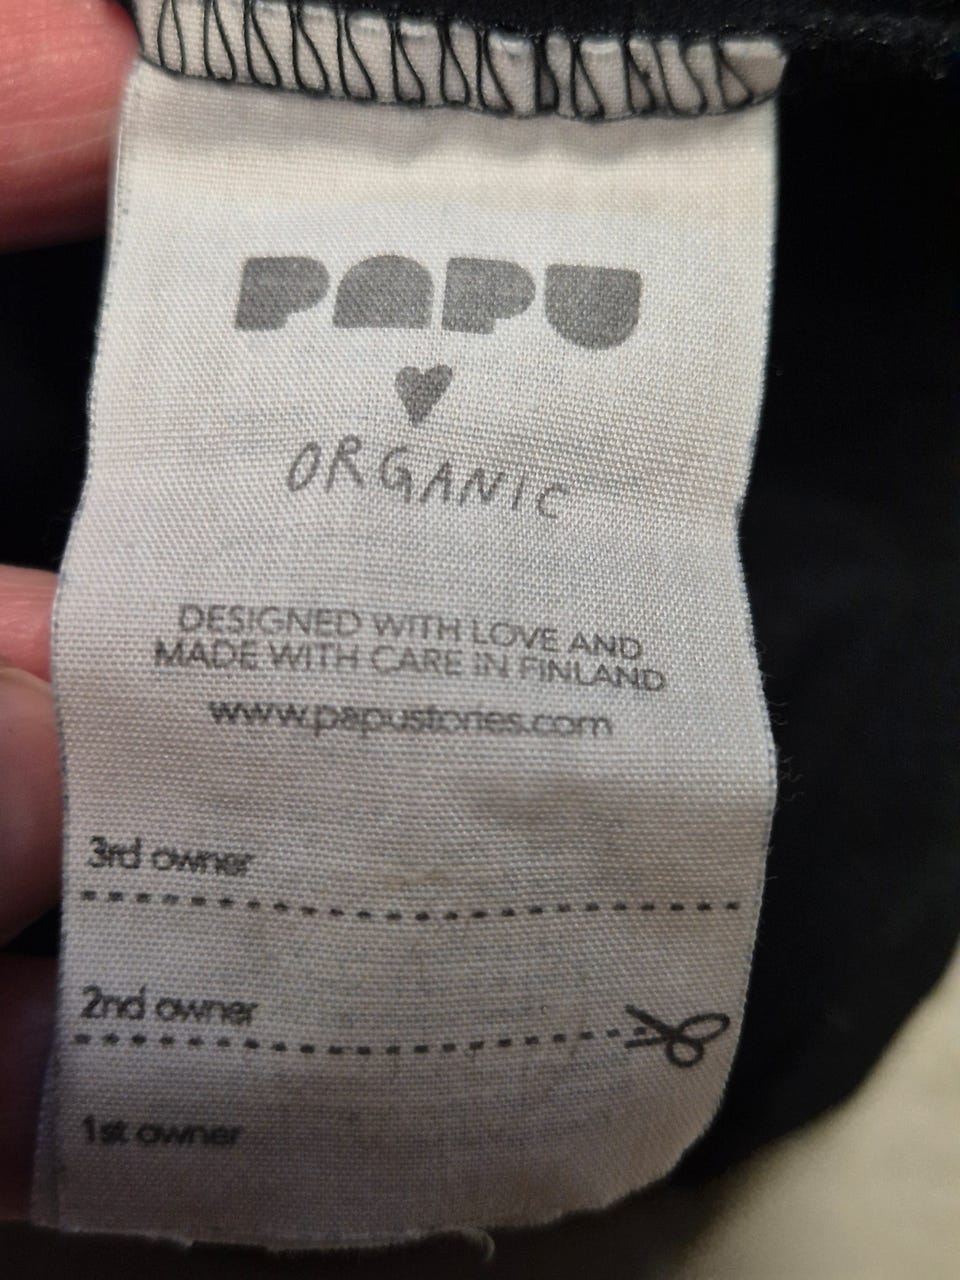 PAPU
ORGANIC
DESIGNED WITH LOVE AND
MADE WITH CARE IN FINLAND
www.papustories.com
3rd owner
2nd owner
1st owner